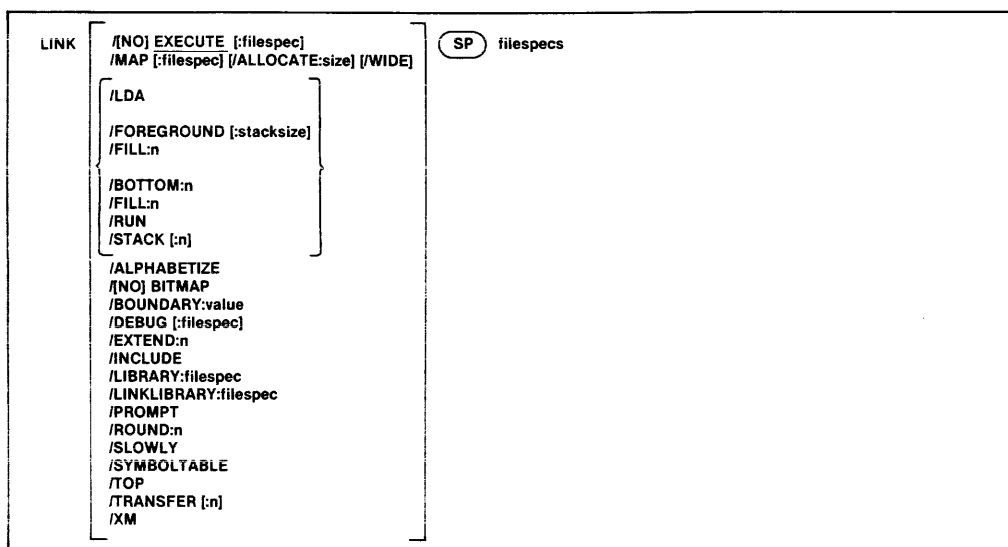 LINK /[NO] EXECUTE [:filespec] SP filespecs
/MAP [:filespec] [/ALLOCATE:size] [/WIDE]
/LDA
/FOREGROUND [:stacksize]
/FILL:n
/BOTTOM:n
/FILL:n
/RUN
/STACK [:n]
/ALPHABETIZE
/[NO] BITMAP
/BOUNDARY:value
/DEBUG [:filespec]
/EXTEND:n
/INCLUDE
/LIBRARY:filespec
/LINKLIBRARY:filespec
/PROMPT
/ROUND:n
/SLOWLY
/SYMBOLTABLE
/TOP
/TRANSFER [:n]
/XM